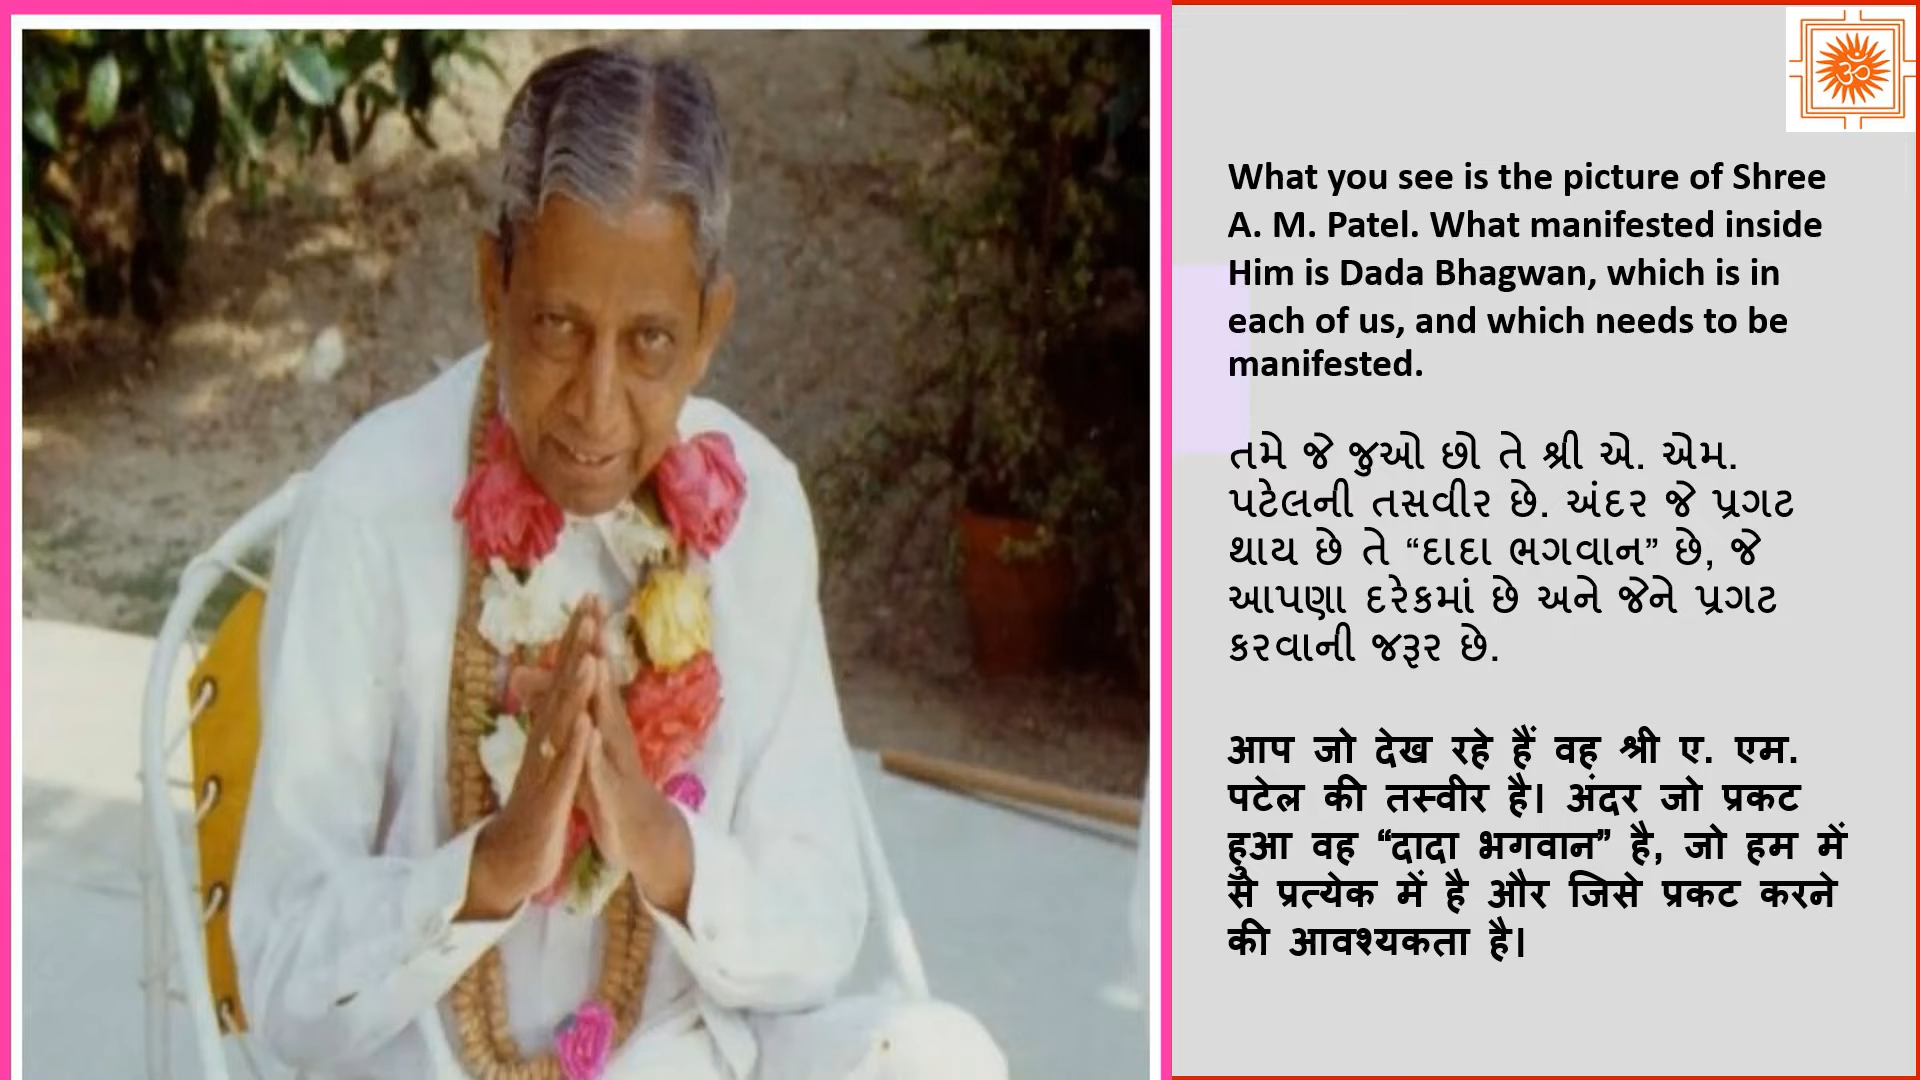 ॐ
What you see is the picture of Shree
A. M. Patel. What manifested inside
Him is Dada Bhagwan, which is in
each of us, and which needs to be
manifested.
તમે જે જુઓ છો તે શ્રી એ. એમ.
પટેલની તસવીર છે. અંદર જે પ્રગટ
થાય છે તે “દાદા ભગવાન” છે, જે
આપણા દરેકમાં છે અને જેને પ્રગટ
કરવાની જરૂર છે.
आप जो देख रहे हैं वह श्री ए. एम.
पटेल की तस्वीर है। अंदर जो प्रकट
हुआ वह “दादा भगवान” है, जो हम में
से प्रत्येक में है और जिसे प्रकट करने
की आवश्यकता है।